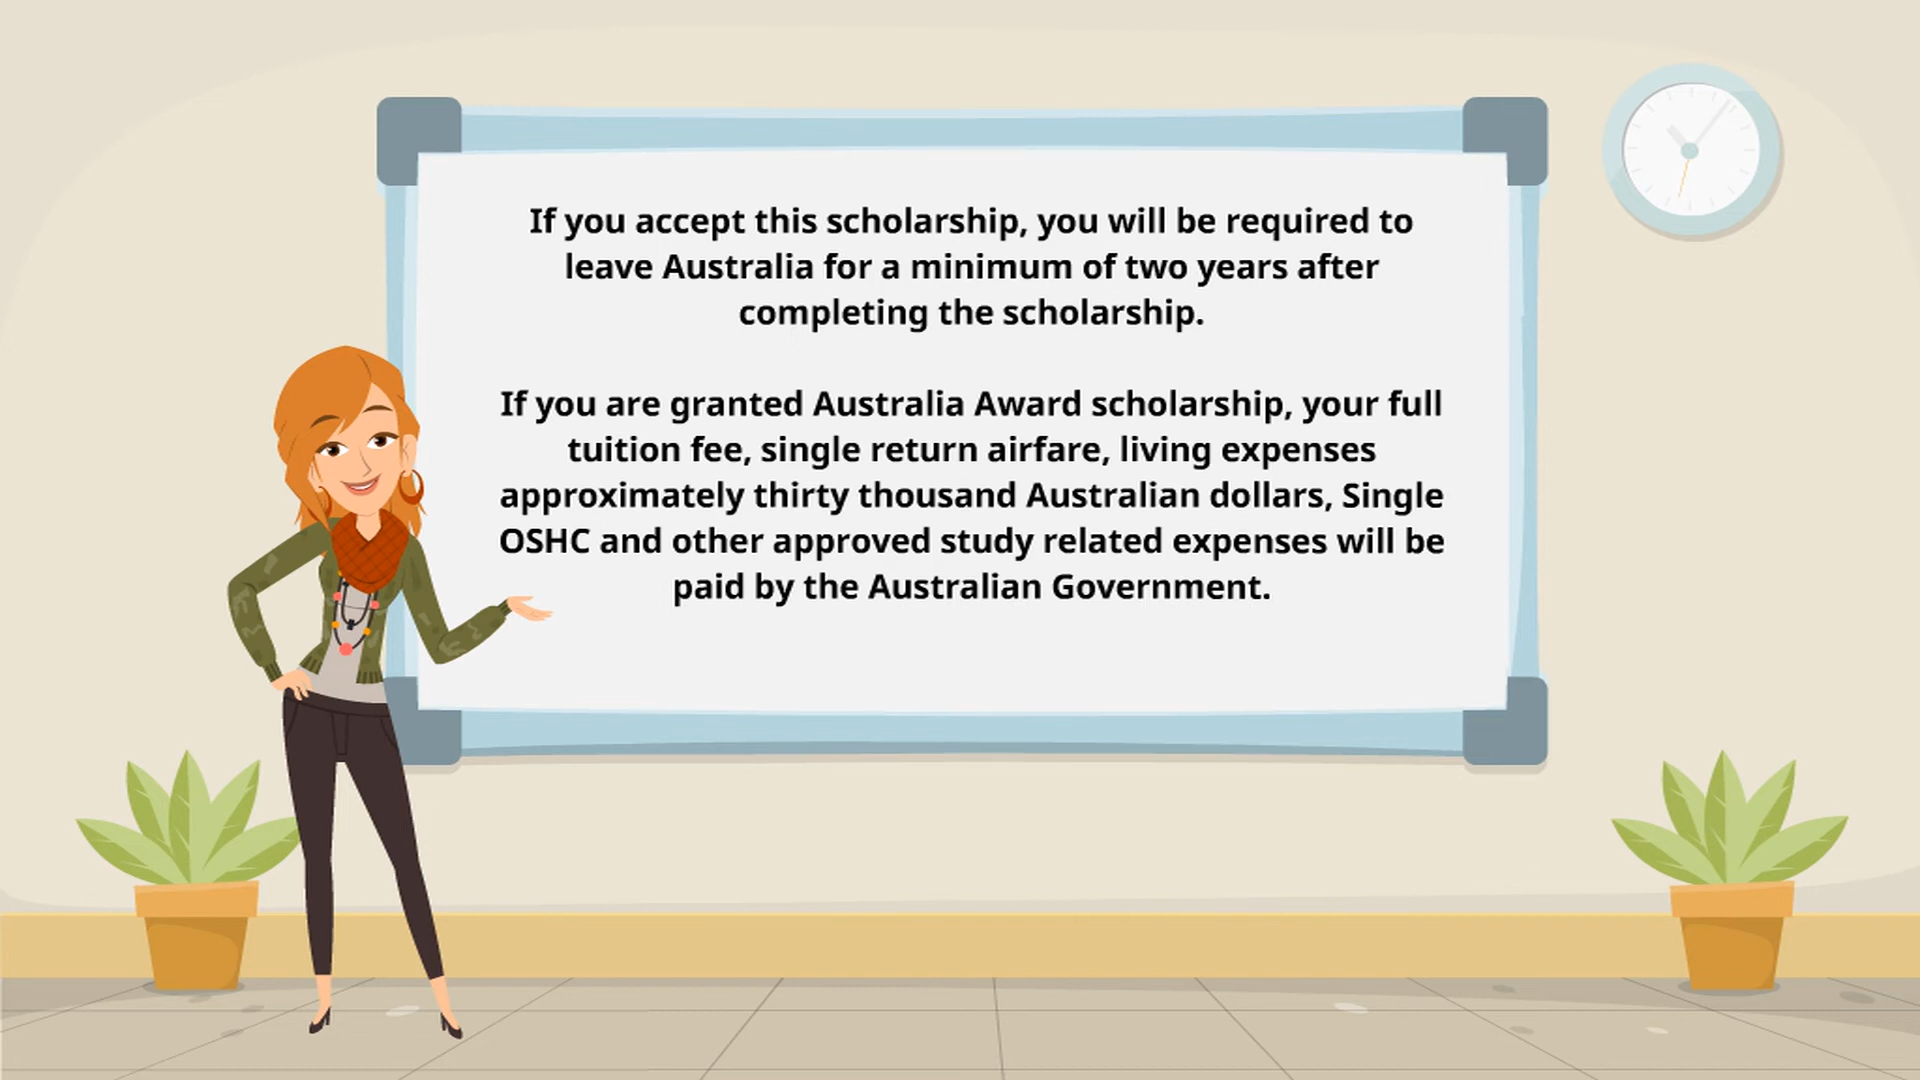 If you accept this scholarship, you will be required to
leave Australia for a minimum of two years after
completing the scholarship.
If you are granted Australia Award scholarship, your full
tuition fee, single return airfare, living expenses
approximately thirty thousand Australian dollars, Single
OSHC and other approved study related expenses will be
paid by the Australian Government.